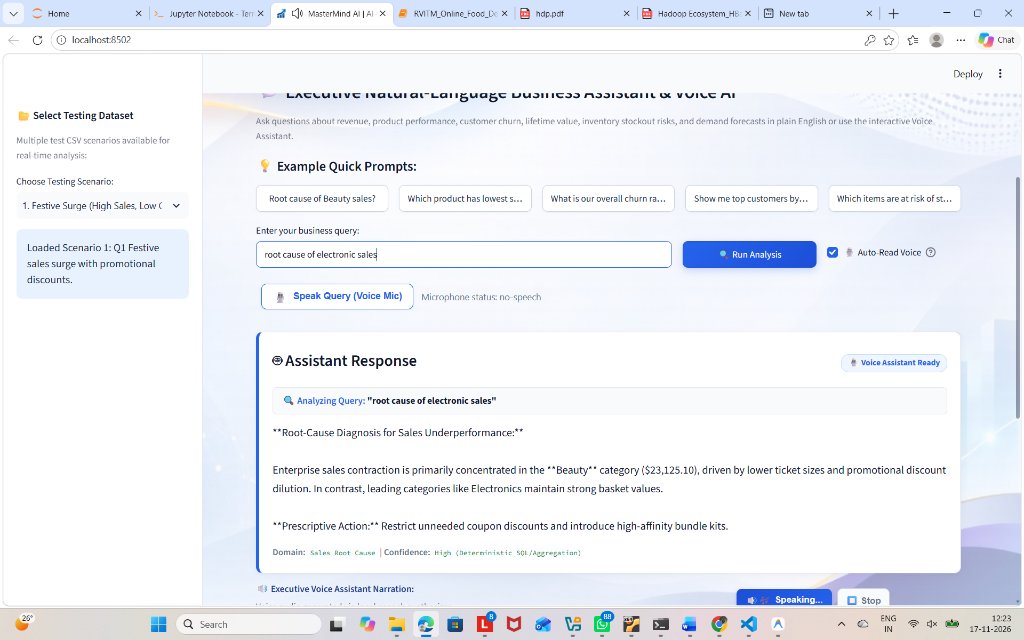 Home
Jupyter Notebook - Ter
MasterMind AI | AI
RVITM_Online_Food_De
hdp.pdf
Hadoop Ecosystem_HB
New tab
localhost:8502
Chat
Deploy
Select Testing Dataset
Multiple test CSV scenarios available for
real-time analysis:
Choose Testing Scenario:
1. Festive Surge (High Sales, Low C
Loaded Scenario 1: Q1 Festive
sales surge with promotional
discounts.
Executive Natural-Language Business Assistant & Voice AI
Ask questions about revenue, product performance, customer churn, lifetime value, inventory stockout risks, and demand forecasts in plain English or use the interactive Voice
Assistant.
Example Quick Prompts:
Root cause of Beauty sales?
Which product has lowest s...
What is our overall churn ra...
Show me top customers by...
Which items are at risk of st...
Enter your business query:
root cause of electronic sales
Run Analysis
Auto-Read Voice
Speak Query (Voice Mic)
Microphone status: no-speech
Assistant Response
Voice Assistant Ready
Analyzing Query: "root cause of electronic sales"
**Root-Cause Diagnosis for Sales Underperformance:**
Enterprise sales contraction is primarily concentrated in the **Beauty** category ($23,125.10), driven by lower ticket sizes and promotional discount
dilution. In contrast, leading categories like Electronics maintain strong basket values.
**Prescriptive Action:** Restrict unneeded coupon discounts and introduce high-affinity bundle kits.
Domain: Sales Root Cause | Confidence: High (Deterministic SQL/Aggregation)
Executive Voice Assistant Narration:
Speaking...
Stop
26°
Search
8
88
ENG
IN
12:23
17-11-2026